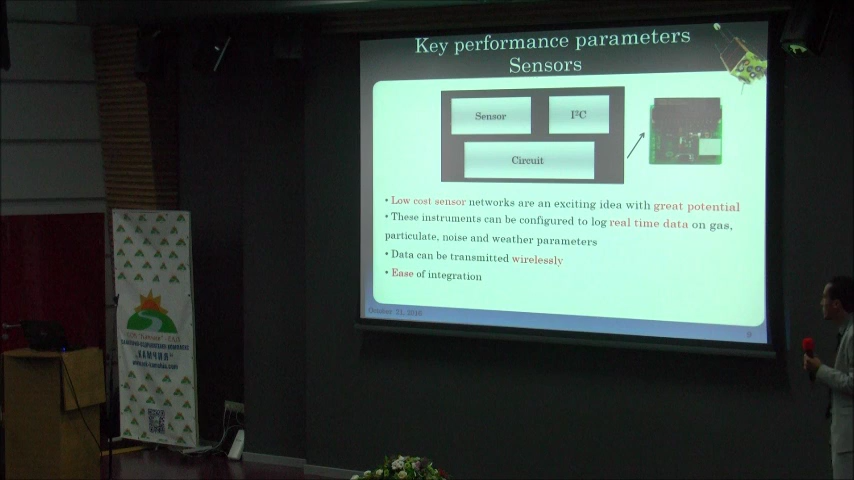 Key performance parameters
Sensors
Sensor
I²C
Circuit
• Low cost sensor networks are an exciting idea with great potential
• These instruments can be configured to log real time data on gas,
particulate, noise and weather parameters
• Data can be transmitted wirelessly
• Ease of integration
October 21, 2016
9
"КАМЧИЯ"